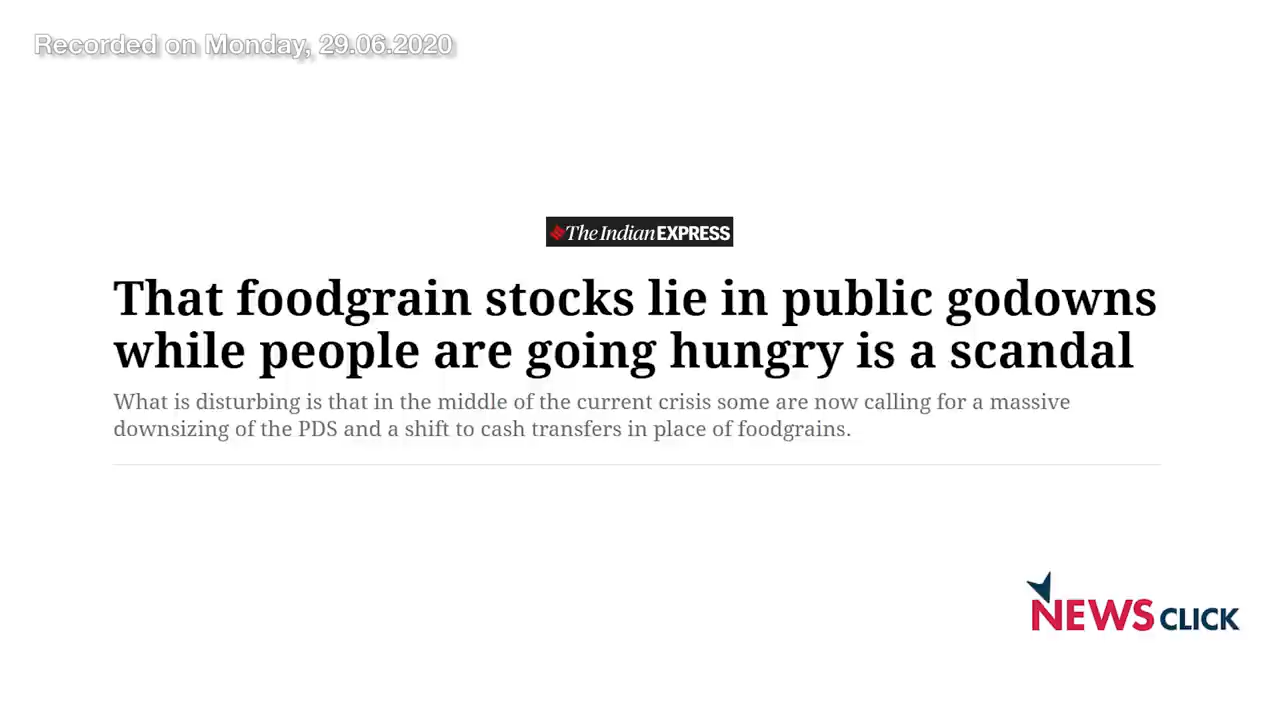 Recorded on Monday, 29.06.2020
The Indian EXPRESS
That foodgrain stocks lie in public godowns
while people are going hungry is a scandal
What is disturbing is that in the middle of the current crisis some are now calling for a massive
downsizing of the PDS and a shift to cash transfers in place of foodgrains.
NEWS CLICK